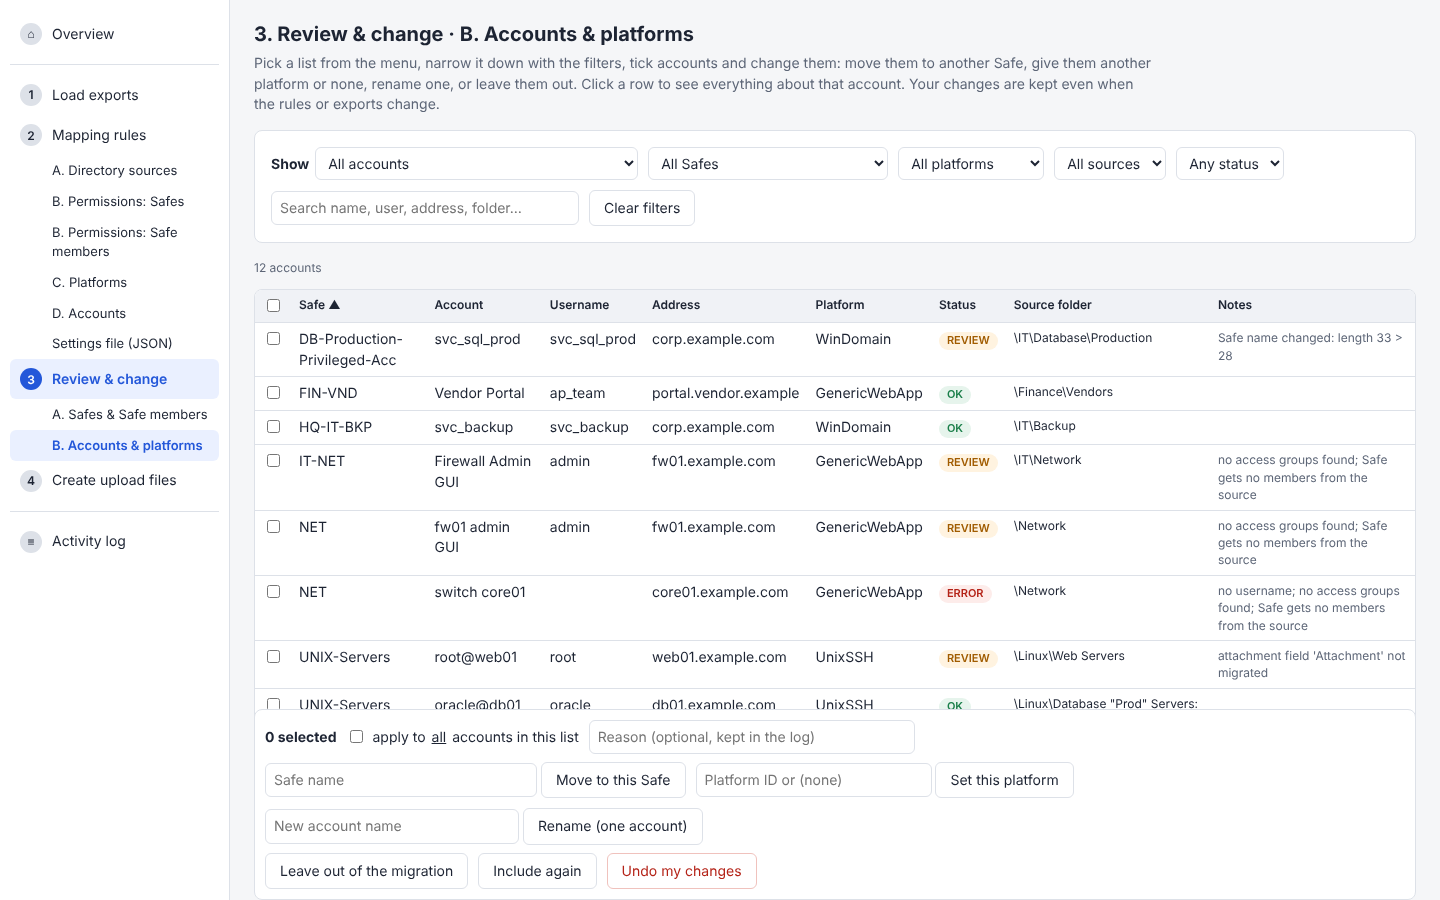 Overview
1 Load exports
2 Mapping rules
A. Directory sources
B. Permissions: Safes
B. Permissions: Safe
members
C. Platforms
D. Accounts
Settings file (JSON)
3 Review & change
A. Safes & Safe members
B. Accounts & platforms
4 Create upload files
Activity log
3. Review & change · B. Accounts & platforms
Pick a list from the menu, narrow it down with the filters, tick accounts and change them: move them to another Safe, give them another
platform or none, rename one, or leave them out. Click a row to see everything about that account. Your changes are kept even when
the rules or exports change.
Show All accounts All Safes All platforms All sources Any status
Search name, user, address, folder... Clear filters
12 accounts
Safe ▲ Account Username Address Platform Status Source folder Notes
DB-Production- svc_sql_prod svc_sql_prod corp.example.com WinDomain REVIEW \IT\Database\Production Safe name changed: length 33 >
Privileged-Acc 28
FIN-VND Vendor Portal ap_team portal.vendor.example GenericWebApp OK \Finance\Vendors
HQ-IT-BKP svc_backup svc_backup corp.example.com WinDomain OK \IT\Backup
IT-NET Firewall Admin admin fw01.example.com GenericWebApp REVIEW \IT\Network no access groups found; Safe
GUI gets no members from the
source
NET fw01 admin admin fw01.example.com GenericWebApp REVIEW \Network no access groups found; Safe
GUI gets no members from the
source
NET switch core01 core01.example.com GenericWebApp ERROR \Network no username; no access groups
found; Safe gets no members
from the source
UNIX-Servers root@web01 root web01.example.com UnixSSH REVIEW \Linux\Web Servers attachment field 'Attachment' not
migrated
UNIX-Servers oracle@db01 oracle db01.example.com UnixSSH OK \Linux\Database "Prod" Servers:
0 selected apply to all accounts in this list Reason (optional, kept in the log)
Safe name Move to this Safe Platform ID or (none) Set this platform
New account name Rename (one account)
Leave out of the migration Include again Undo my changes